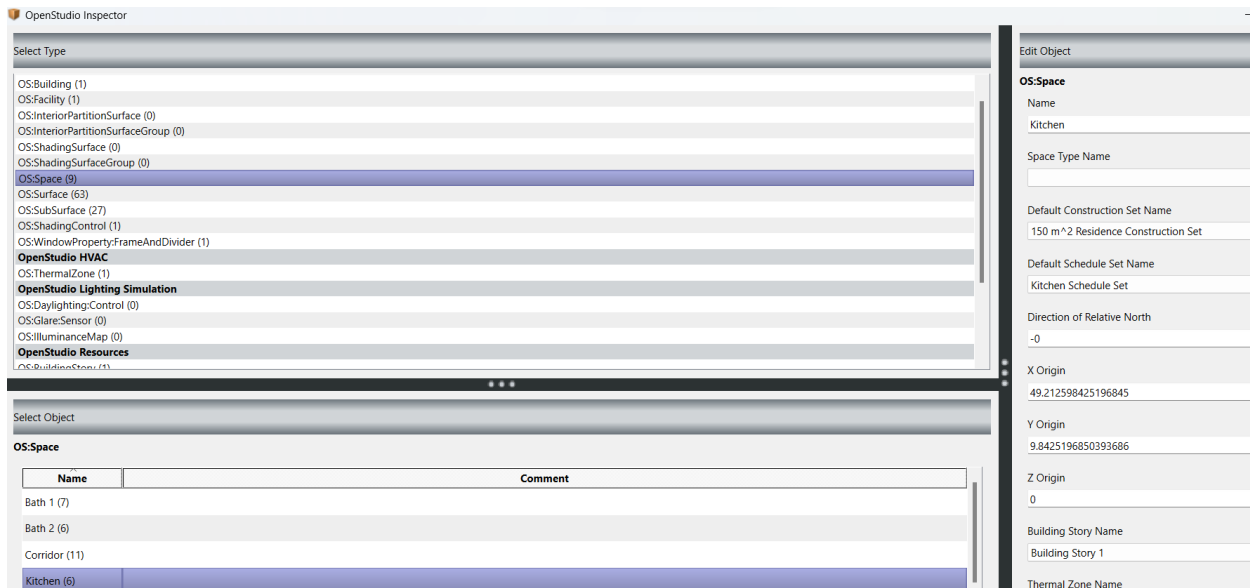 OpenStudio Inspector
Select Type
OS:Building (1)
OS:Facility (1)
OS:InteriorPartitionSurface (0)
OS:InteriorPartitionSurfaceGroup (0)
OS:ShadingSurface (0)
OS:ShadingSurfaceGroup (0)
OS:Space (9)
OS:Surface (63)
OS:SubSurface (27)
OS:ShadingControl (1)
OS:WindowProperty:FrameAndDivider (1)
OpenStudio HVAC
OS:ThermalZone (1)
OpenStudio Lighting Simulation
OS:Daylighting:Control (0)
OS:Glare:Sensor (0)
OS:IlluminanceMap (0)
OpenStudio Resources
OS:BuildingStory (1)
Select Object
OS:Space
Name Comment
Bath 1 (7)
Bath 2 (6)
Corridor (11)
Kitchen (6)
Edit Object
OS:Space
Name
Kitchen
Space Type Name
Default Construction Set Name
150 m^2 Residence Construction Set
Default Schedule Set Name
Kitchen Schedule Set
Direction of Relative North
-0
X Origin
49.212598425196845
Y Origin
9.8425196850393686
Z Origin
0
Building Story Name
Building Story 1
Thermal Zone Name